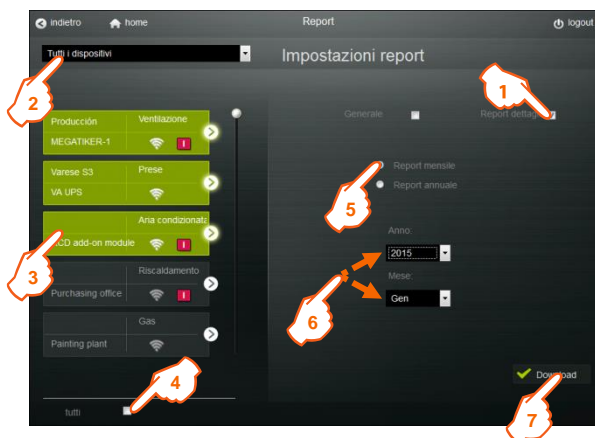 indietro home Report logout
Tutti i dispositivi
Impostazioni report
1
2
Generale Report dettag
Producción Ventilazione
MEGATIKER-1 I
Varese S3 Prese
VA UPS
Report mensile
Report annuale
5
Aria condizionata
CD add-on module I
3
Anno:
2015
Mese:
Gen
6
Riscaldamento
Purchasing office I
Gas
Painting plant
4
tutti
Download
7